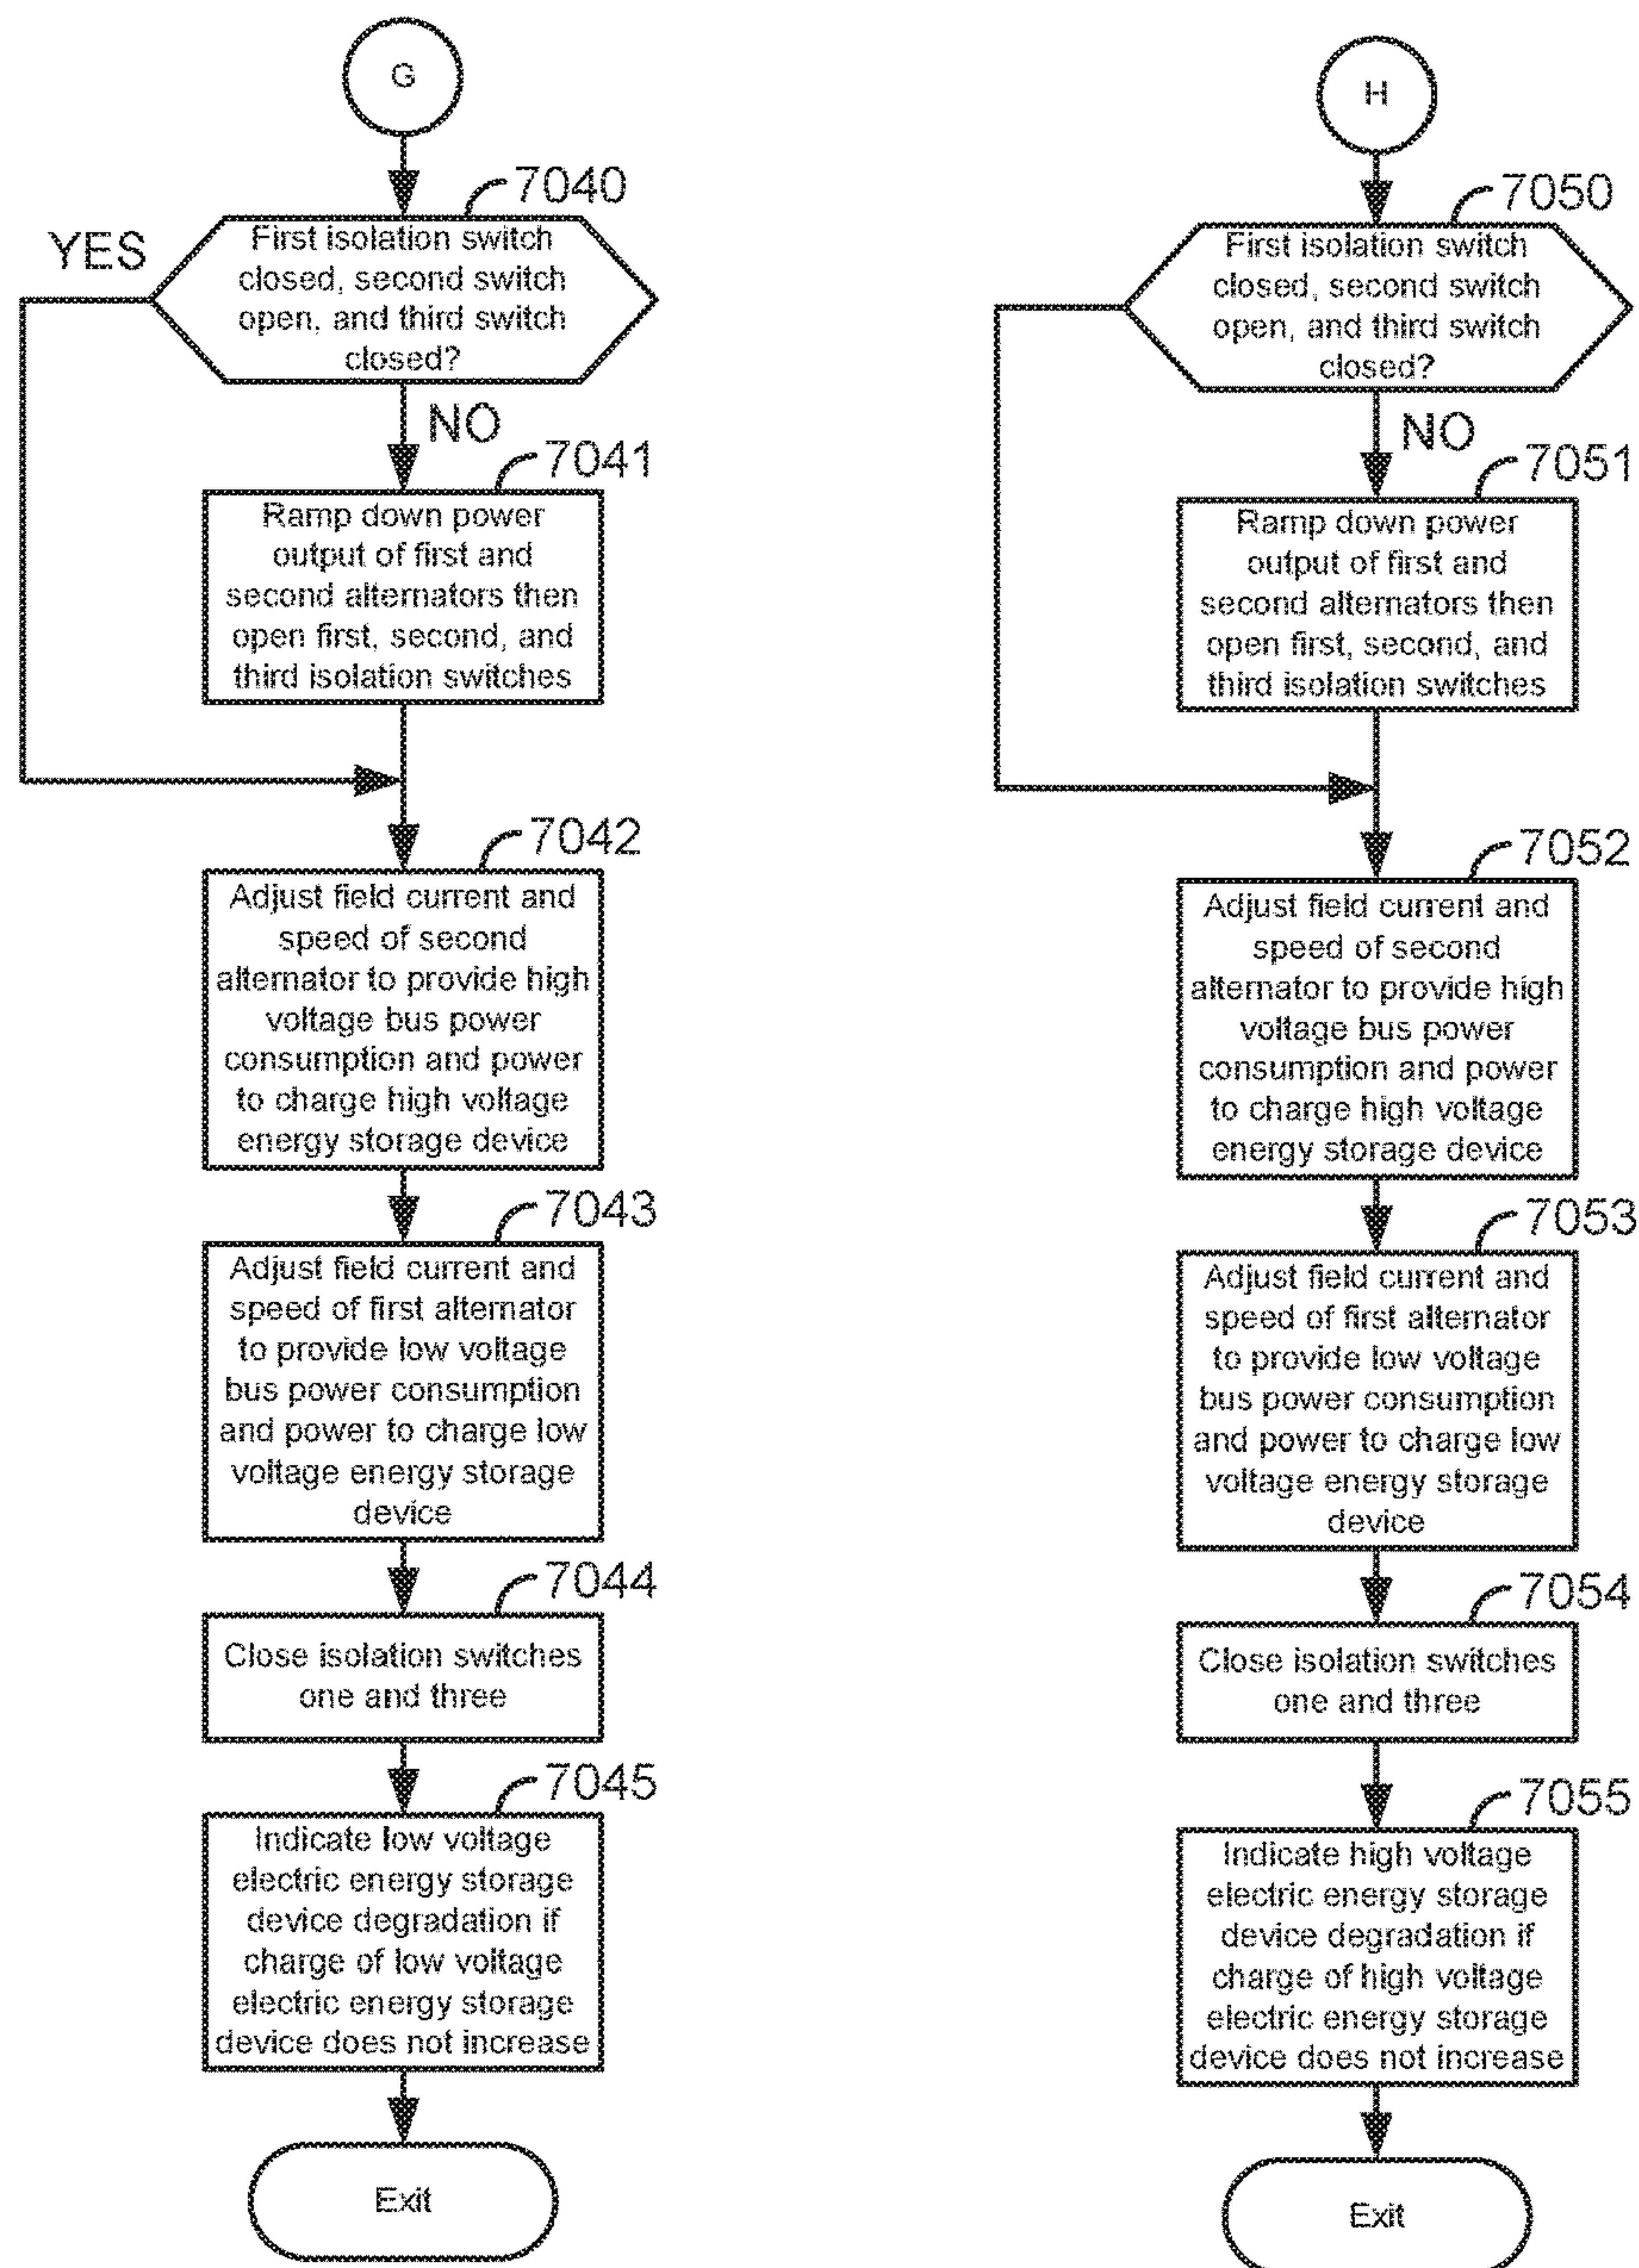 G
7040
YES
First isolation switch
closed, second switch
open, and third switch
closed?
NO
7041
Ramp down power
output of first and
second alternators then
open first, second, and
third isolation switches
7042
Adjust field current and
speed of second
alternator to provide high
voltage bus power
consumption and power
to charge high voltage
energy storage device
7043
Adjust field current and
speed of first alternator
to provide low voltage
bus power consumption
and power to charge low
voltage energy storage
device
7044
Close isolation switches
one and three
7045
Indicate low voltage
electric energy storage
device degradation if
charge of low voltage
electric energy storage
device does not increase
Exit
H
7050
First isolation switch
closed, second switch
open, and third switch
closed?
NO
7051
Ramp down power
output of first and
second alternators then
open first, second, and
third isolation switches
7052
Adjust field current and
speed of second
alternator to provide high
voltage bus power
consumption and power
to charge high voltage
energy storage device
7053
Adjust field current and
speed of first alternator
to provide low voltage
bus power consumption
and power to charge low
voltage energy storage
device
7054
Close isolation switches
one and three
7055
Indicate high voltage
electric energy storage
device degradation if
charge of high voltage
electric energy storage
device does not increase
Exit